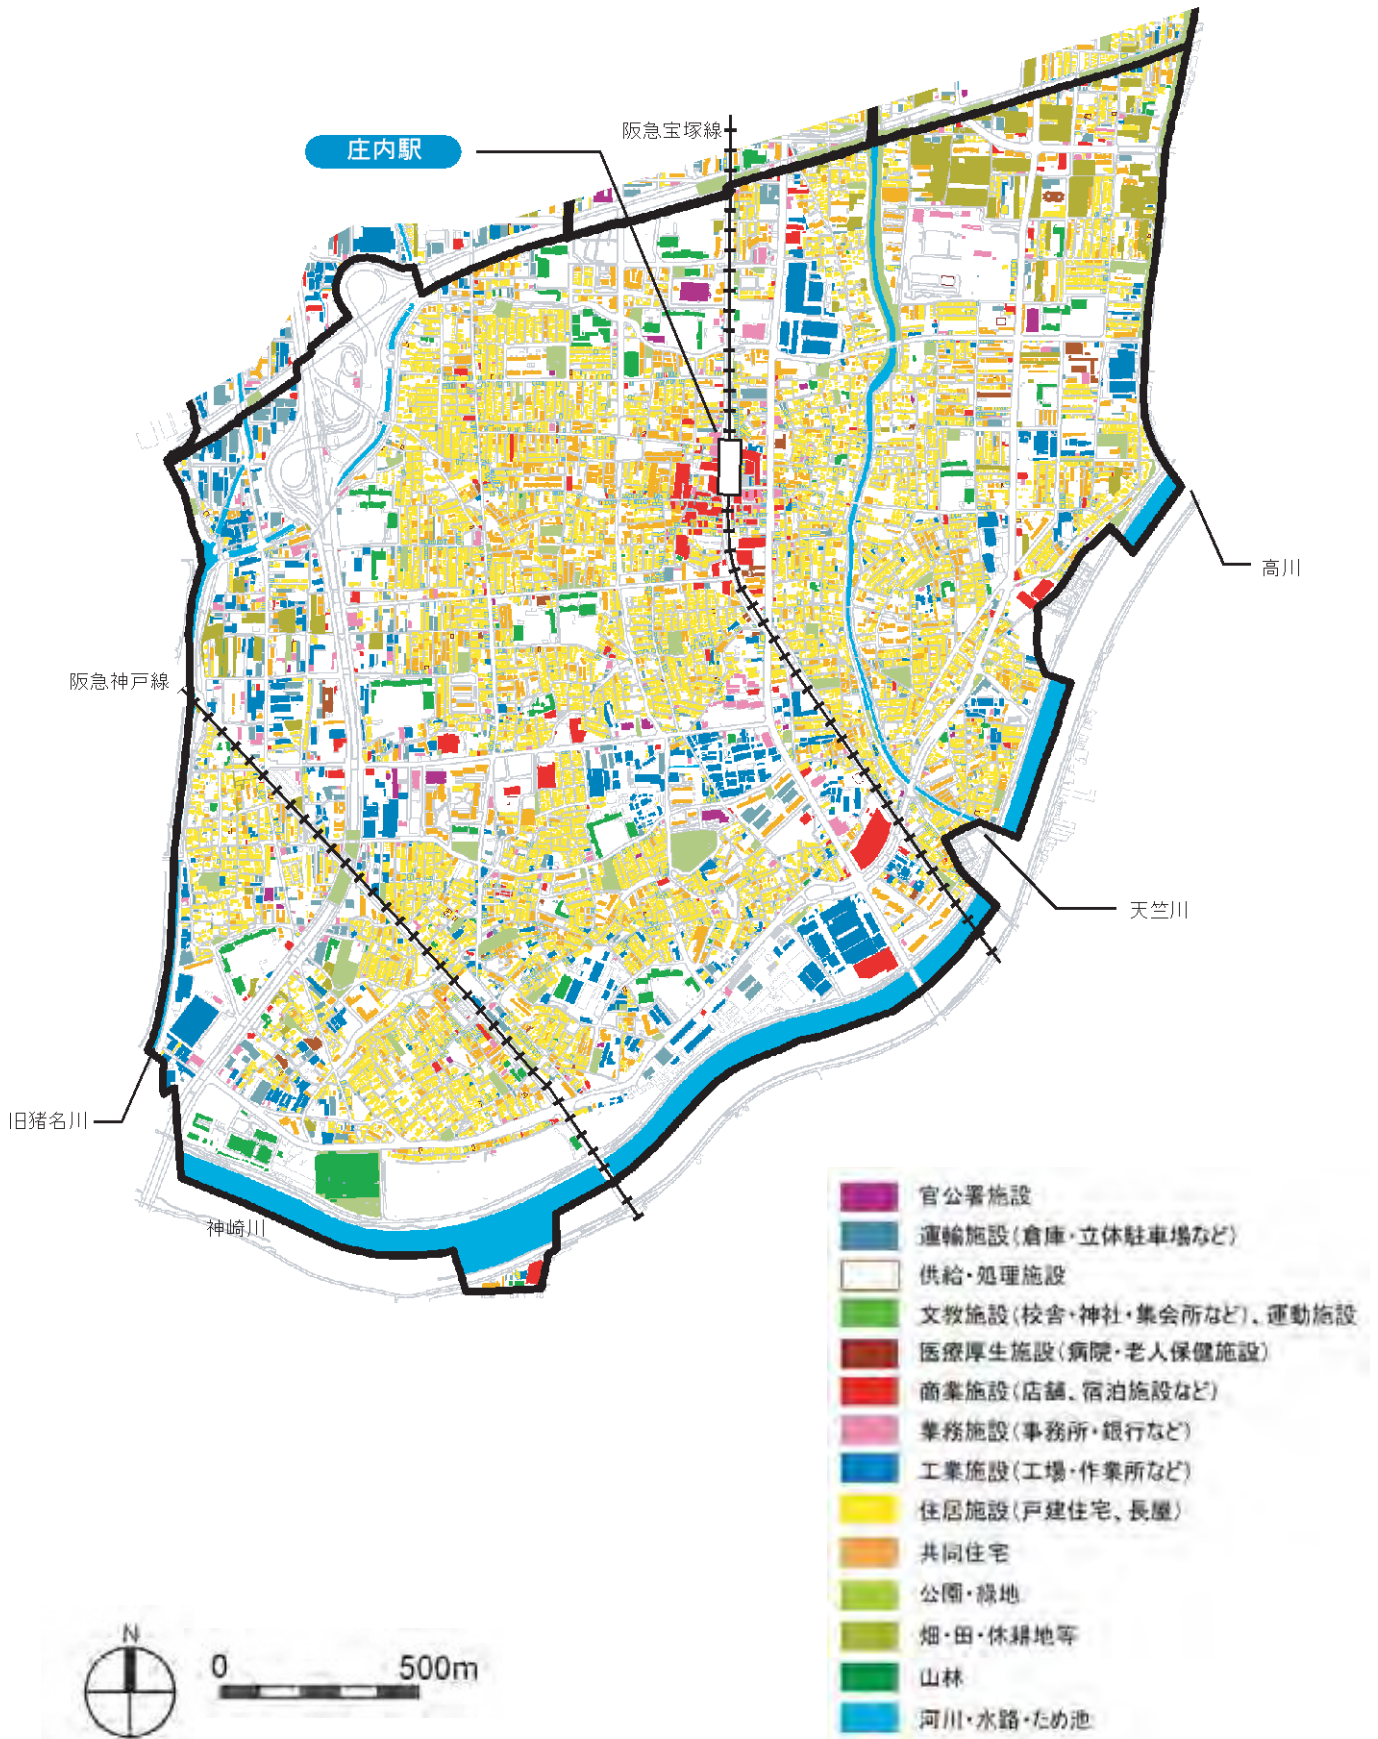 阪急宝塚線
庄内駅
高川
阪急神戸線
天竺川
旧猪名川
神崎川
官公署施設
運輸施設(倉庫・立体駐車場など)
供給・処理施設
文教施設(校舎・神社・集会所など)、運動施設
医療厚生施設(病院・老人保健施設)
商業施設(店舗、宿泊施設など)
業務施設(事務所・銀行など)
工業施設(工場・作業所など)
住居施設(戸建住宅、長屋)
共同住宅
公園・緑地
畑・田・休耕地等
山林
河川・水路・ため池
N
0 500m